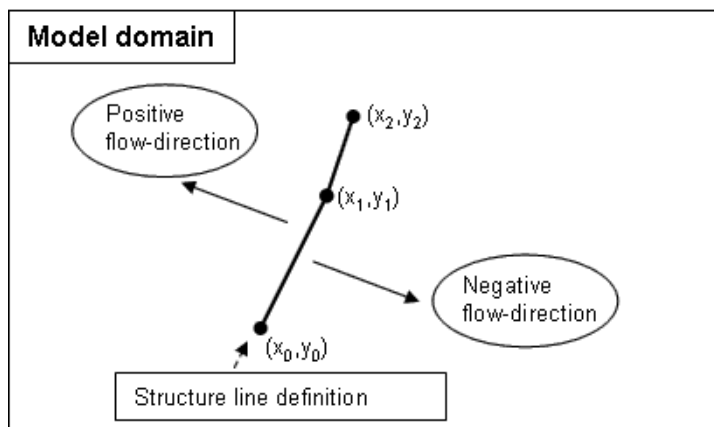 Model domain
Positive
flow-direction
(x₂,y₂)
(x₁,y₁)
Negative
flow-direction
(x₀,y₀)
Structure line definition